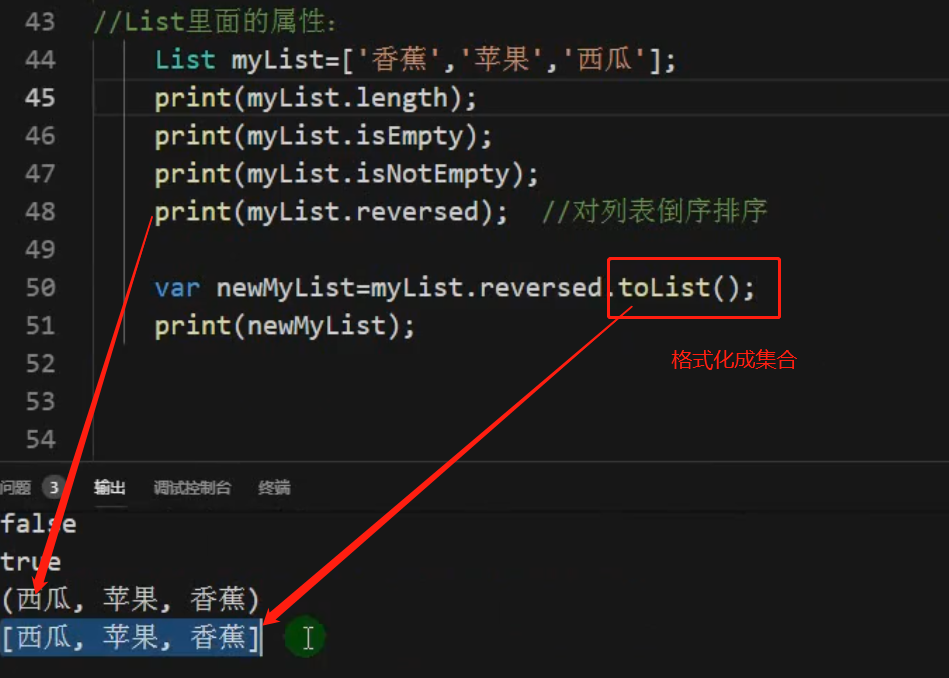 43 //List里面的属性:
44 List myList=['香蕉','苹果','西瓜'];
45 print(myList.length);
46 print(myList.isEmpty);
47 print(myList.isNotEmpty);
48 print(myList.reversed); //对列表倒序排序
49
50 var newMyList=myList.reversed.toList();
51 print(newMyList);
52
格式化成集合
53
54
问题 3 输出 调试控制台 终端
false
true
(西瓜, 苹果, 香蕉)
[西瓜, 苹果, 香蕉]